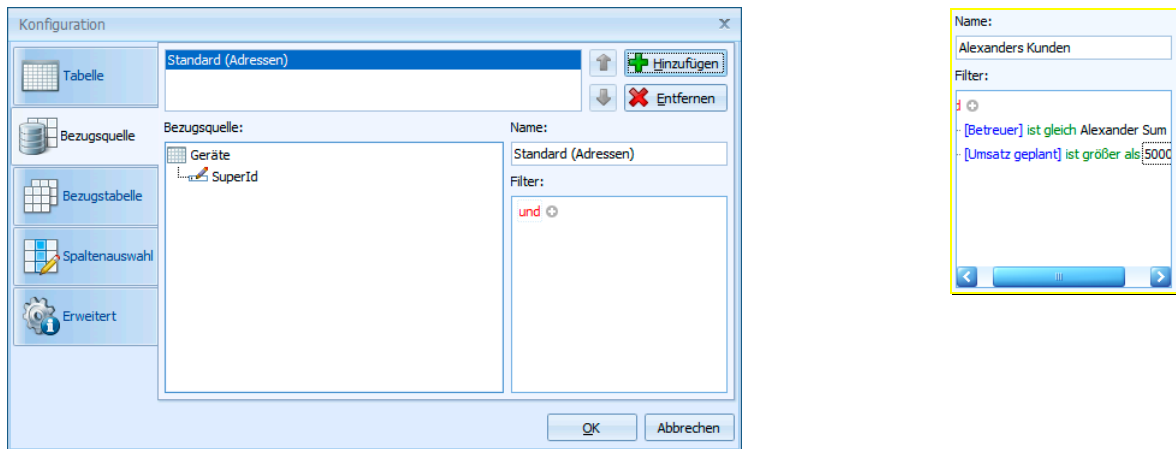 Konfiguration
Tabelle
Bezugsquelle
Bezugstabelle
Spaltenauswahl
Erweitert
Standard (Adressen)
Hinzufügen
Entfernen
Bezugsquelle:
Geräte
SuperId
Name:
Standard (Adressen)
Filter:
und
OK
Abbrechen
Name:
Alexanders Kunden
Filter:
[Betreuer] ist gleich Alexander Sum
[Umsatz geplant] ist größer als 5000